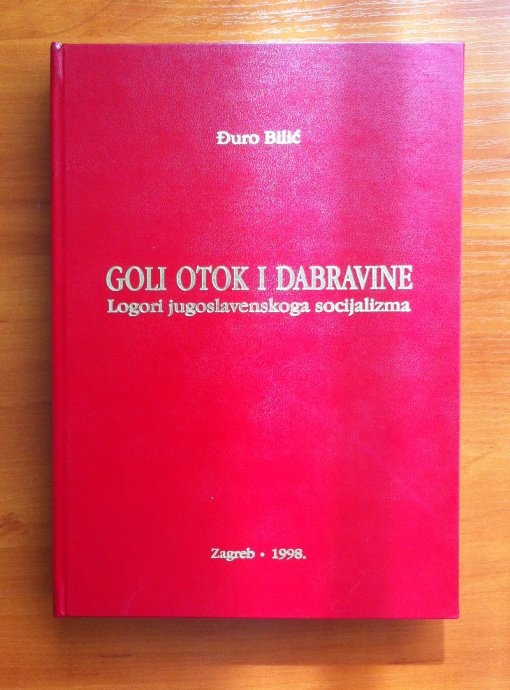 Đuro Bilić
GOLI OTOK I DABRAVINE
Logori jugoslavenskoga socijalizma
Zagreb • 1998.